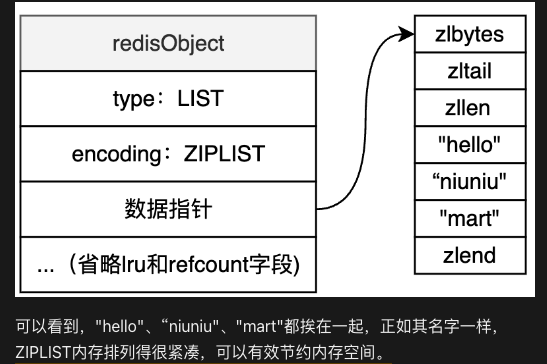 redisObject
type：LIST
encoding：ZIPLIST
数据指针
...（省略lru和refcount字段)
zlbytes
zltail
zllen
"hello"
“niuniu"
"mart"
zlend
可以看到，"hello"、“niuniu"、"mart"都挨在一起，正如其名字一样，
ZIPLIST内存排列得很紧凑，可以有效节约内存空间。